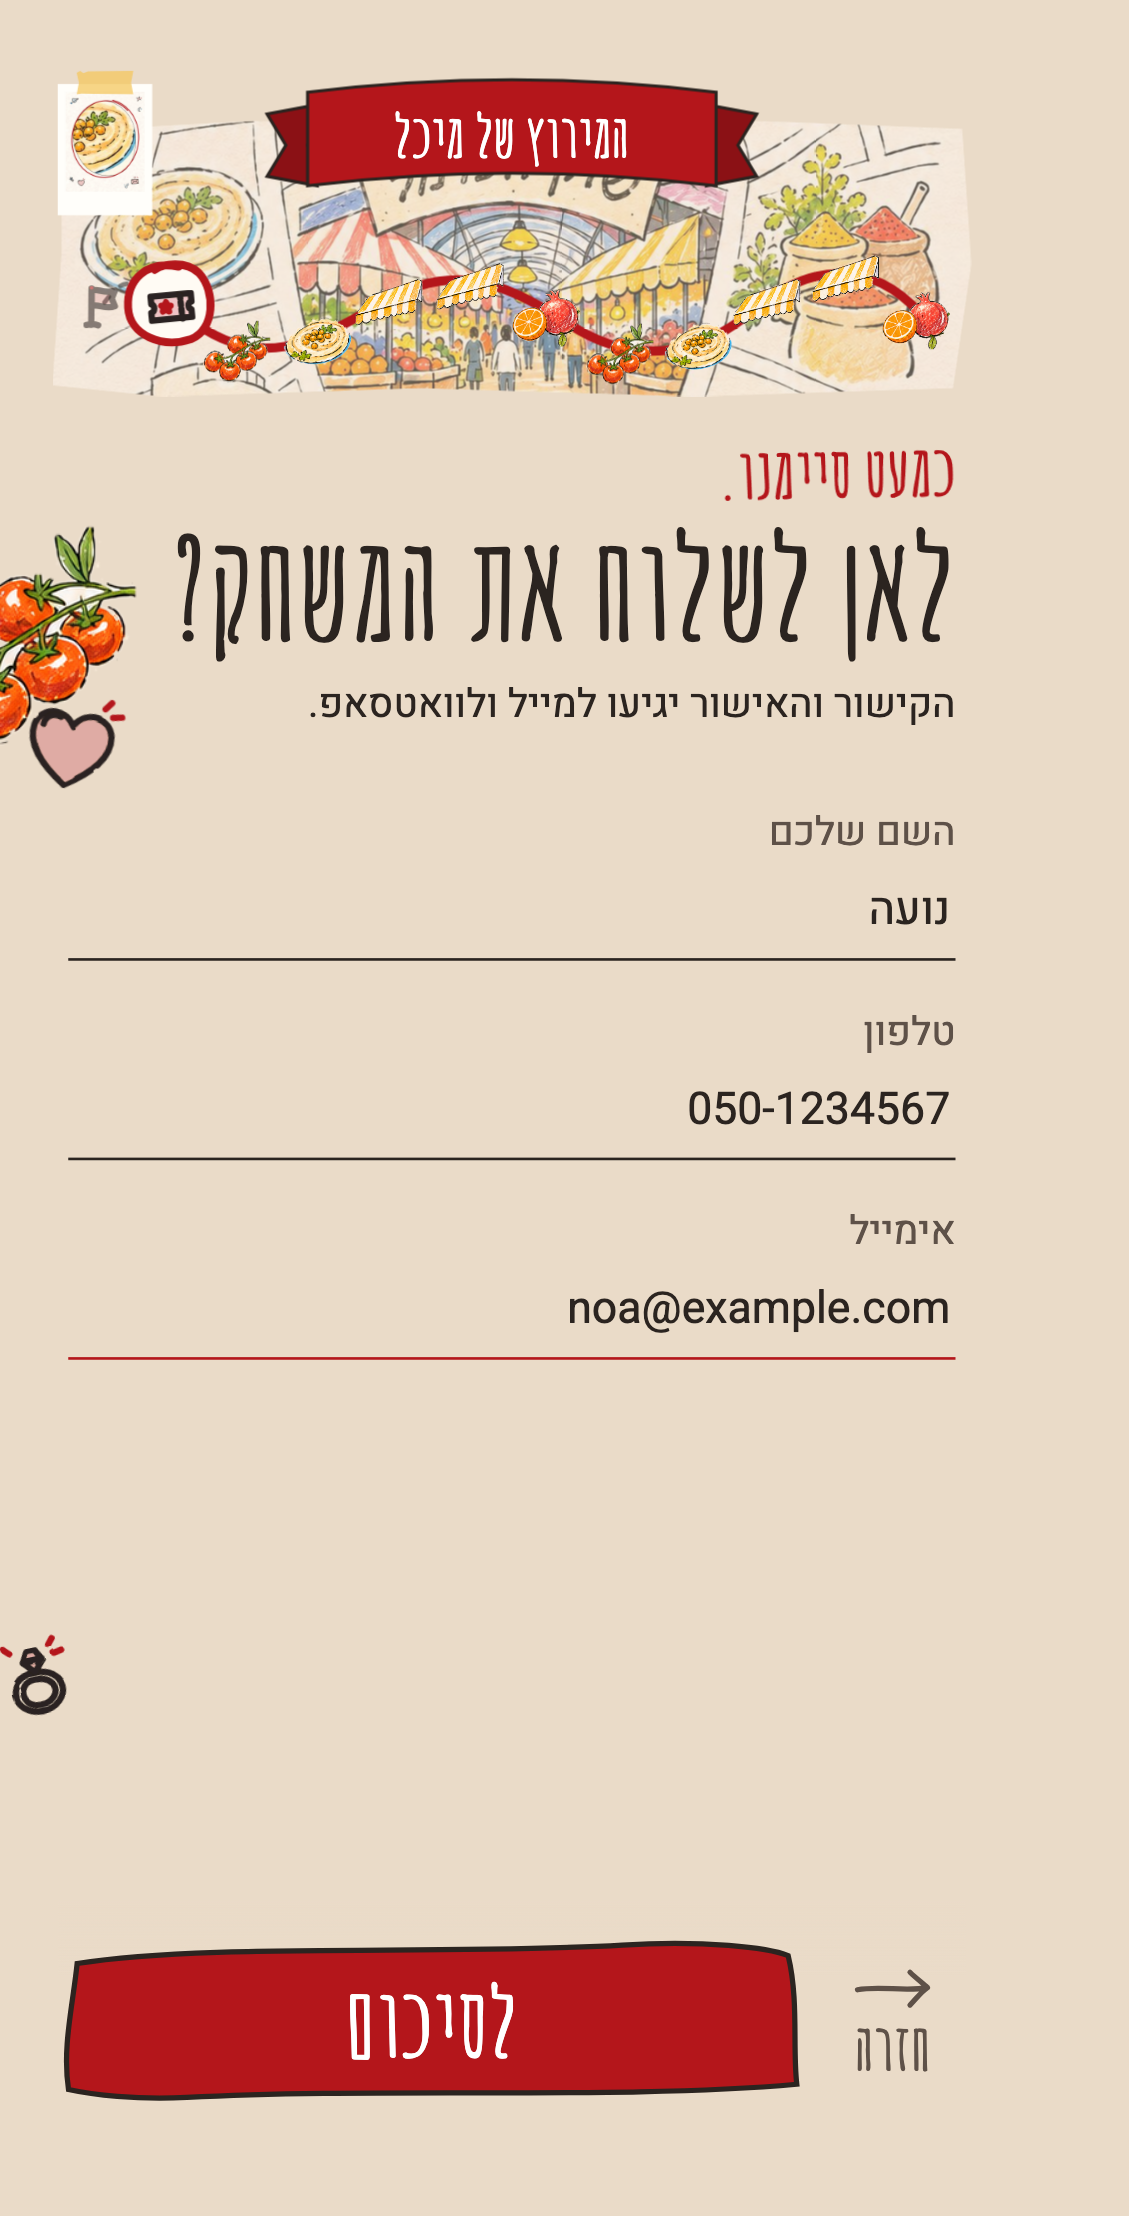 המירוץ של מיכל
כמעט סיימנו.
לאן לשלוח את המשחק?
הקישור והאישור יגיעו למייל ולוואטסאפ.
השם שלכם
נועה
טלפון
050-1234567
אימייל
noa@example.com
חזרה
לסיכום